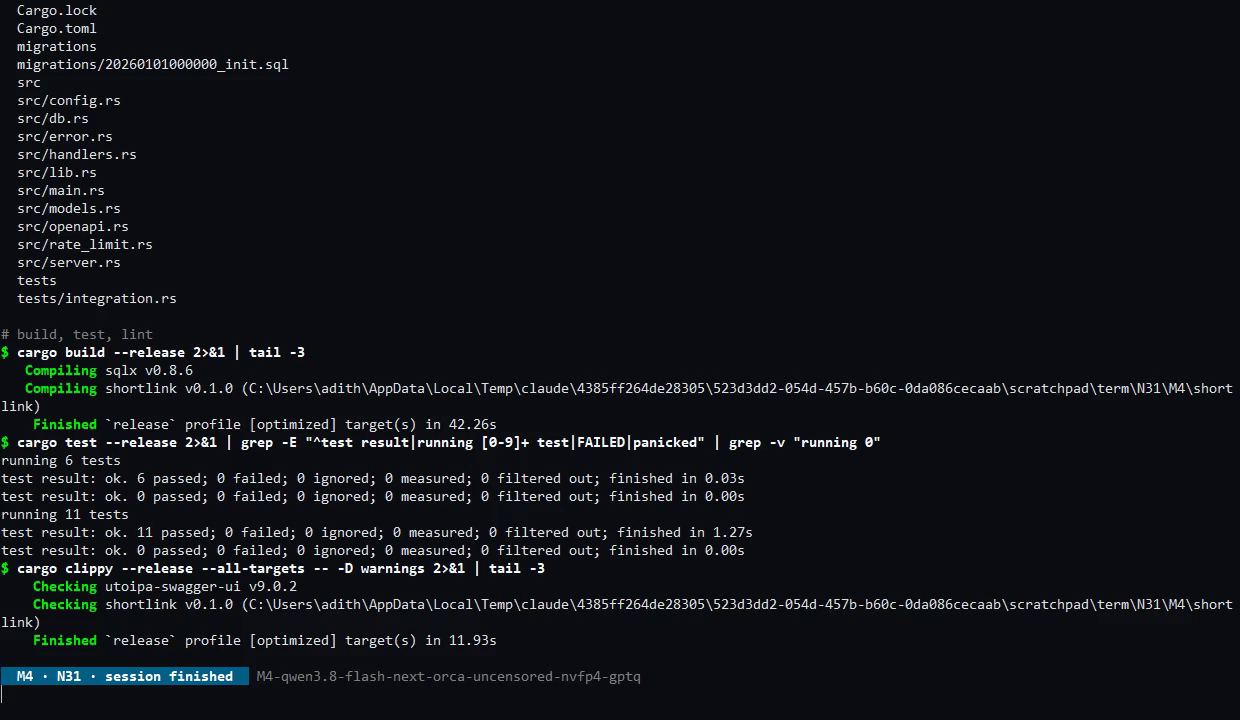 Cargo.lock
Cargo.toml
migrations
migrations/20260101000000_init.sql
src
src/config.rs
src/db.rs
src/error.rs
src/handlers.rs
src/lib.rs
src/main.rs
src/models.rs
src/openapi.rs
src/rate_limit.rs
src/server.rs
tests
tests/integration.rs
# build, test, lint
$ cargo build --release 2>&1 | tail -3
Compiling sqlx v0.8.6
Compiling shortlink v0.1.0 (C:\Users\adith\AppData\Local\Temp\claude\4385ff264de28305\523d3dd2-054d-457b-b60c-0da086cecaab\scratchpad\term\N31\M4\short
link)
Finished `release` profile [optimized] target(s) in 42.26s
$ cargo test --release 2>&1 | grep -E "^test result|running [0-9]+ test|FAILED|panicked" | grep -v "running 0"
running 6 tests
test result: ok. 6 passed; 0 failed; 0 ignored; 0 measured; 0 filtered out; finished in 0.03s
test result: ok. 0 passed; 0 failed; 0 ignored; 0 measured; 0 filtered out; finished in 0.00s
running 11 tests
test result: ok. 11 passed; 0 failed; 0 ignored; 0 measured; 0 filtered out; finished in 1.27s
test result: ok. 0 passed; 0 failed; 0 ignored; 0 measured; 0 filtered out; finished in 0.00s
$ cargo clippy --release --all-targets -- -D warnings 2>&1 | tail -3
Checking utoipa-swagger-ui v9.0.2
Checking shortlink v0.1.0 (C:\Users\adith\AppData\Local\Temp\claude\4385ff264de28305\523d3dd2-054d-457b-b60c-0da086cecaab\scratchpad\term\N31\M4\short
link)
Finished `release` profile [optimized] target(s) in 11.93s
M4 · N31 · session finished M4-qwen3.8-flash-next-orca-uncensored-nvfp4-gptq